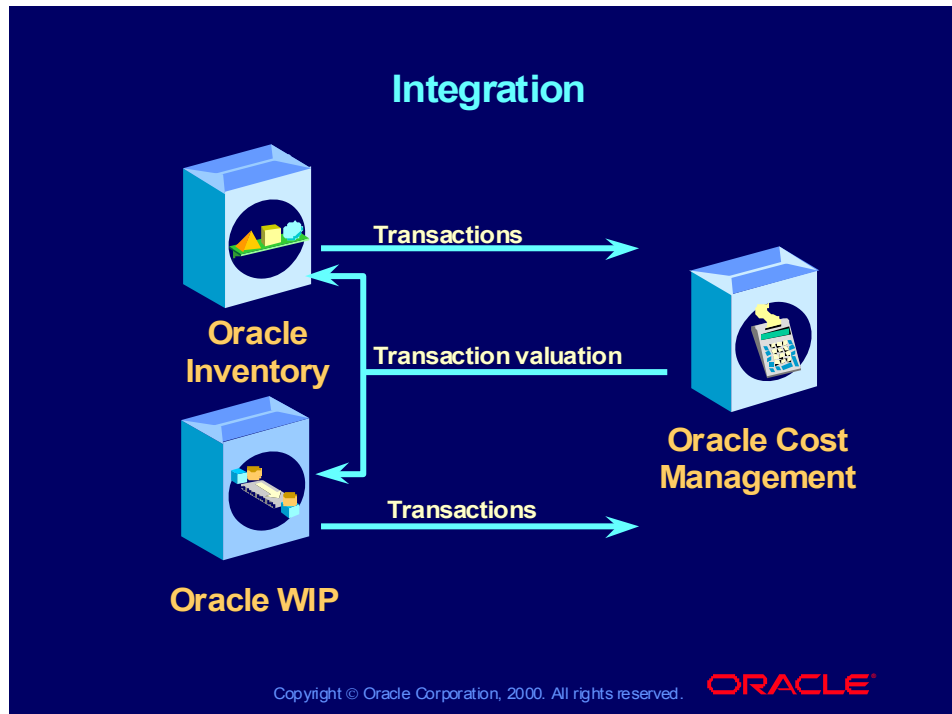 Integration
Transactions
Oracle
Inventory
Transaction valuation
Oracle Cost
Management
Transactions
Oracle WIP
Copyright © Oracle Corporation, 2000. All rights reserved.
ORACLE®